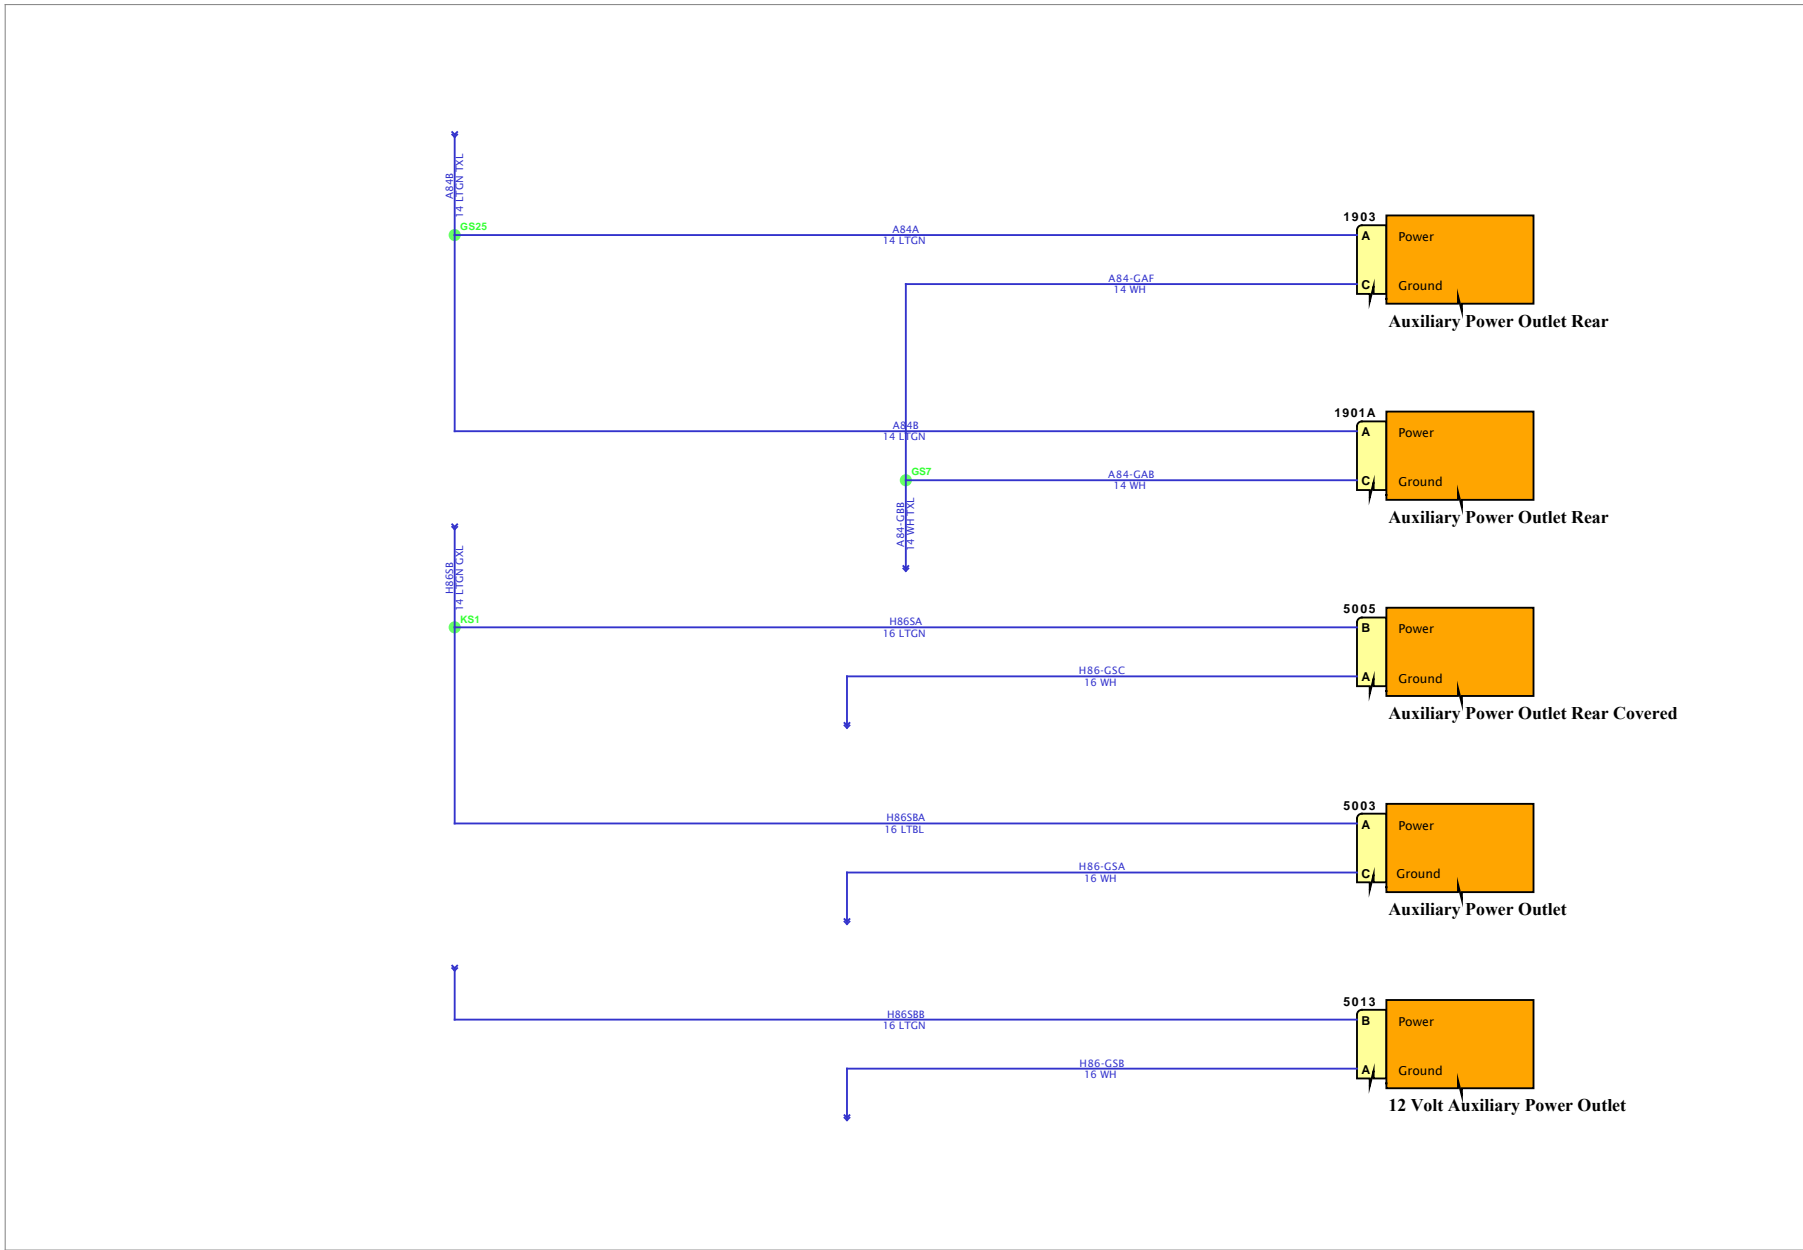 A84B
14 LTGN TXL
GS25
A84A
14 LTGN
1903
A
Power
A84-GAF
14 WH
C
Ground
Auxiliary Power Outlet Rear
1901A
A84B
14 LTGN
A
Power
GS7
A84-GAB
14 WH
C
Ground
Auxiliary Power Outlet Rear
A84-GBB
14 WH TXL
H86SB
14 LTGN GXL
KS1
H86SA
16 LTGN
5005
B
Power
H86-GSC
16 WH
A
Ground
Auxiliary Power Outlet Rear Covered
5003
H86SBA
16 LTBL
A
Power
H86-GSA
16 WH
C
Ground
Auxiliary Power Outlet
5013
H86SBB
16 LTGN
B
Power
H86-GSB
16 WH
A
Ground
12 Volt Auxiliary Power Outlet